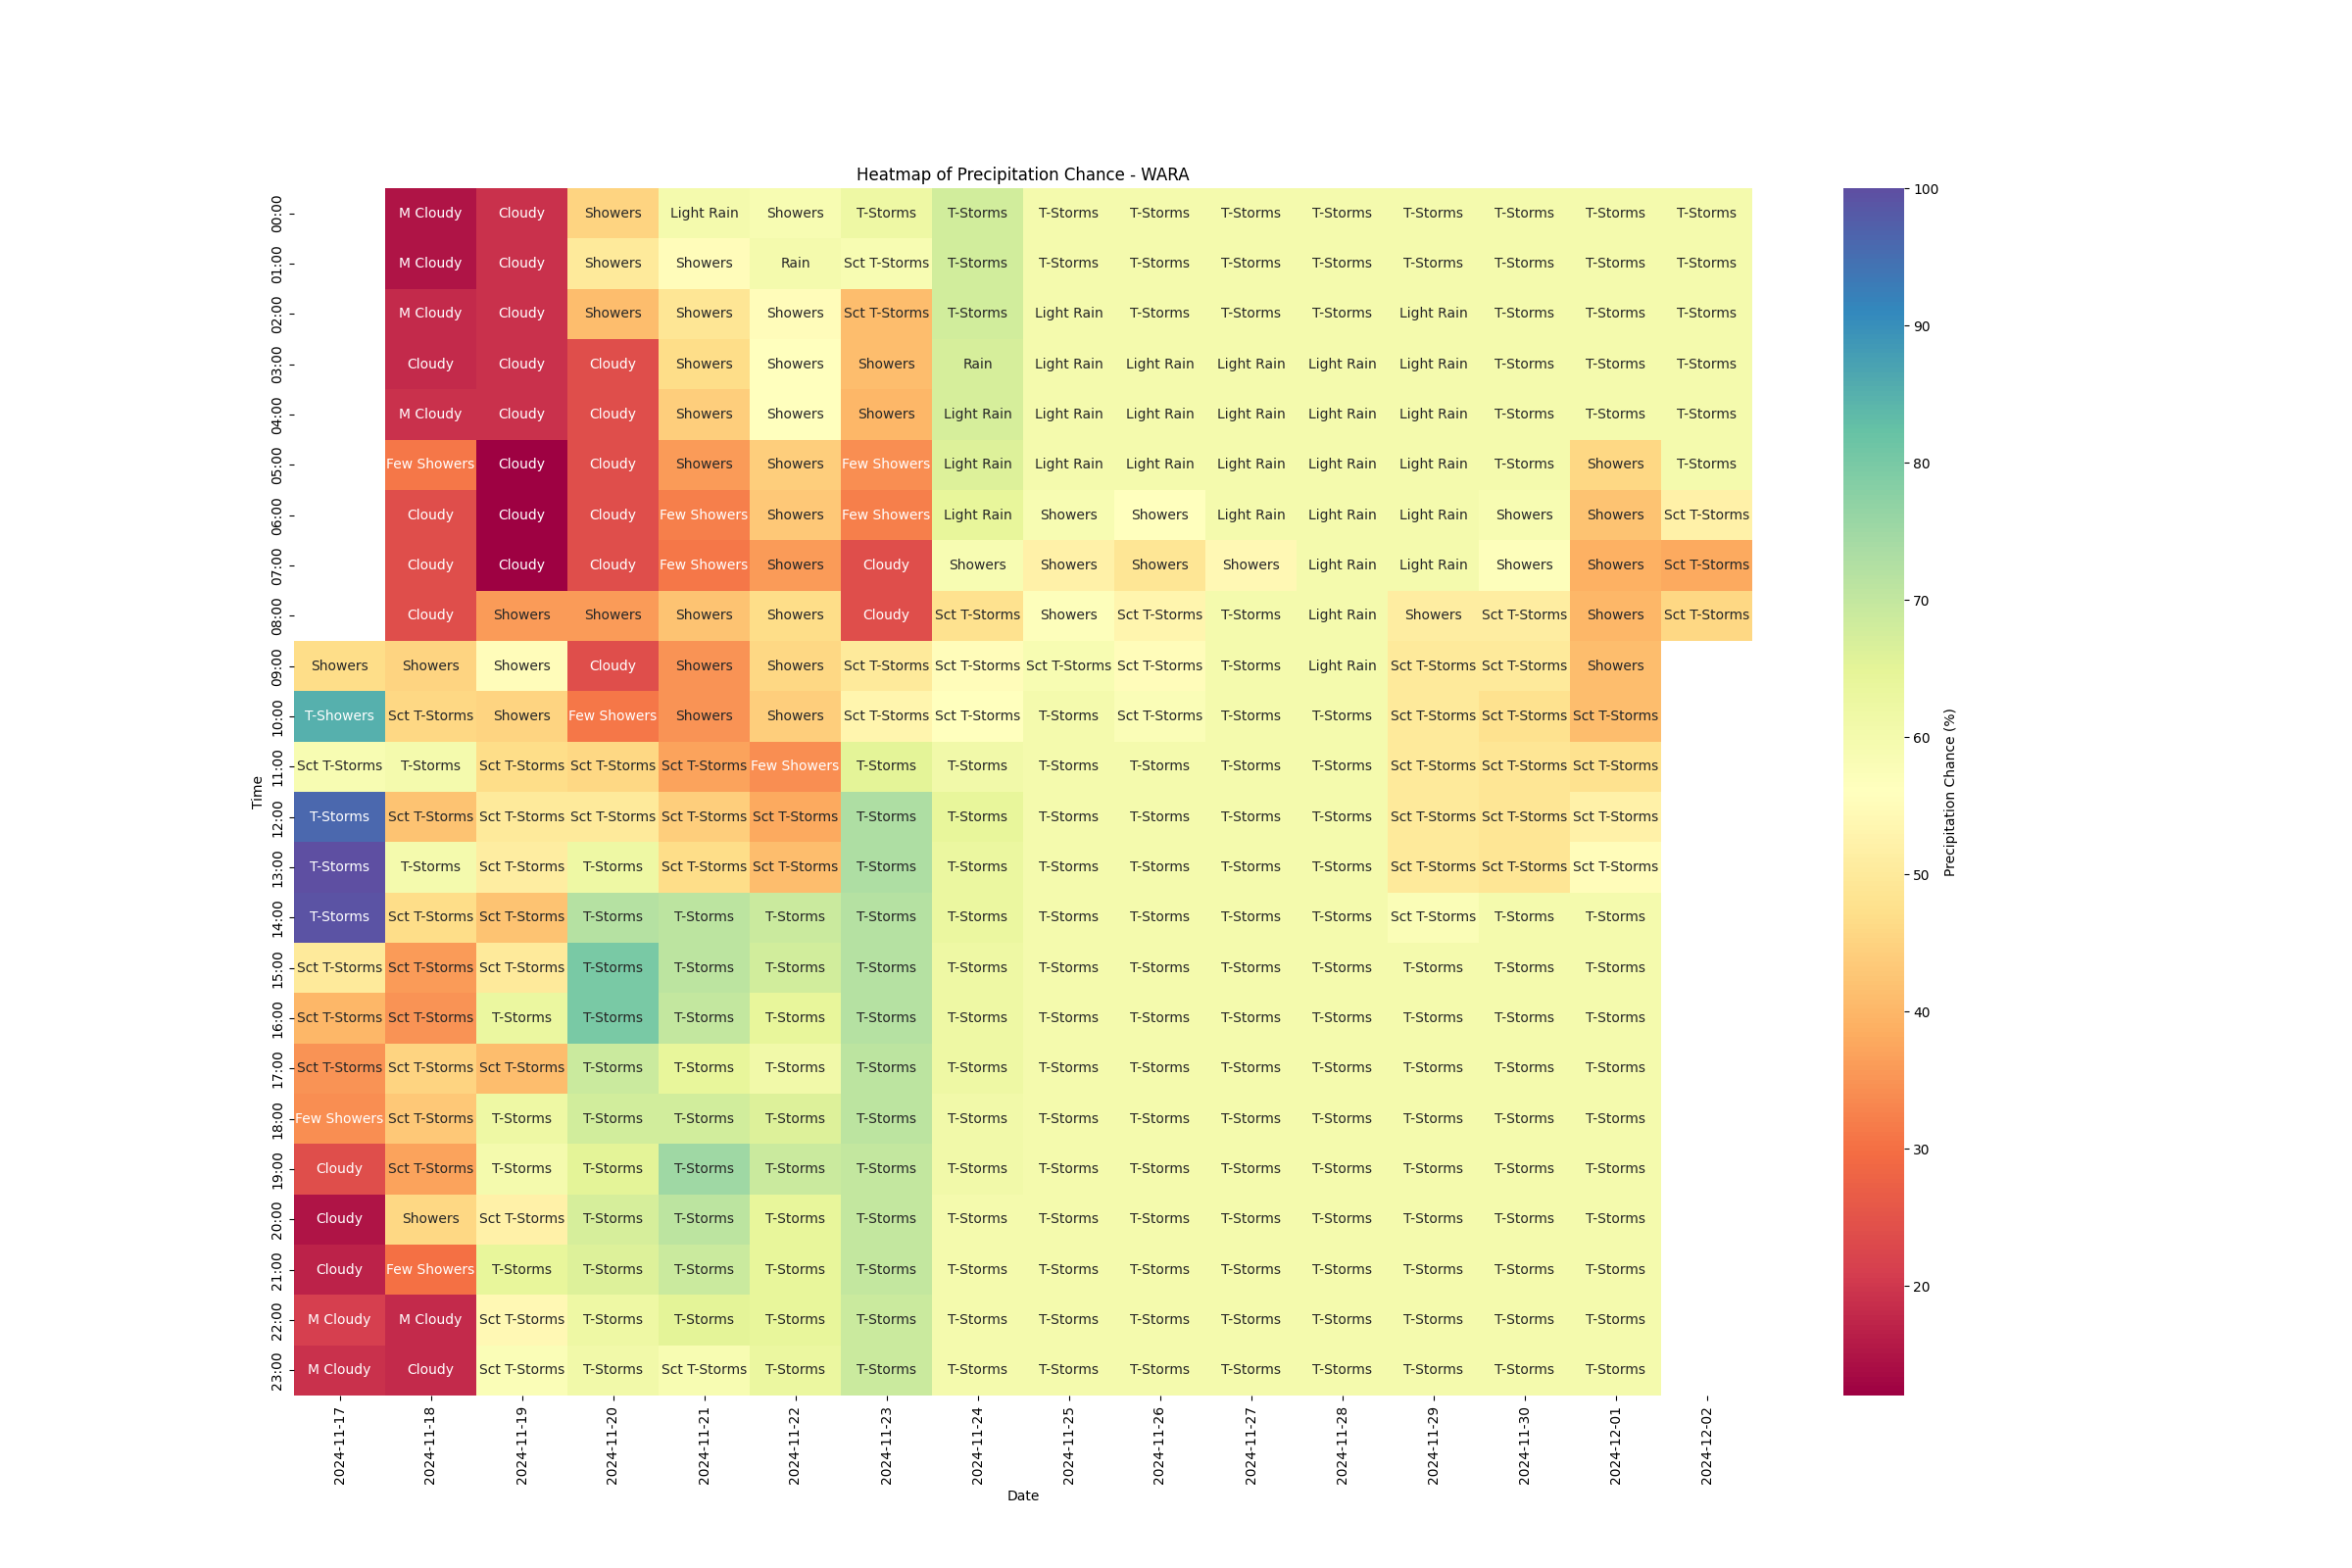 Heatmap of Precipitation Chance - WARA
00:00 M Cloudy Cloudy Showers Light Rain Showers T-Storms T-Storms T-Storms T-Storms T-Storms T-Storms T-Storms T-Storms T-Storms T-Storms
01:00 M Cloudy Cloudy Showers Showers Rain Sct T-Storms T-Storms T-Storms T-Storms T-Storms T-Storms T-Storms T-Storms T-Storms T-Storms
02:00 M Cloudy Cloudy Showers Showers Showers Sct T-Storms T-Storms Light Rain T-Storms T-Storms T-Storms Light Rain T-Storms T-Storms T-Storms
03:00 Cloudy Cloudy Cloudy Showers Showers Showers Rain Light Rain Light Rain Light Rain Light Rain Light Rain T-Storms T-Storms T-Storms
04:00 M Cloudy Cloudy Cloudy Showers Showers Showers Light Rain Light Rain Light Rain Light Rain Light Rain Light Rain T-Storms T-Storms T-Storms
05:00 Few Showers Cloudy Cloudy Showers Showers Few Showers Light Rain Light Rain Light Rain Light Rain Light Rain Light Rain T-Storms Showers T-Storms
06:00 Cloudy Cloudy Cloudy Few Showers Showers Few Showers Light Rain Showers Showers Light Rain Light Rain Light Rain Showers Showers Sct T-Storms
07:00 Cloudy Cloudy Cloudy Few Showers Showers Cloudy Showers Showers Showers Showers Light Rain Light Rain Showers Showers Sct T-Storms
08:00 Cloudy Showers Showers Showers Showers Cloudy Sct T-Storms Showers Sct T-Storms T-Storms Light Rain Showers Sct T-Storms Showers Sct T-Storms
09:00 Showers Showers Showers Cloudy Showers Showers Sct T-Storms Sct T-Storms Sct T-Storms Sct T-Storms T-Storms Light Rain Sct T-Storms Sct T-Storms Showers
10:00 T-Showers Sct T-Storms Showers Few Showers Showers Showers Sct T-Storms Sct T-Storms T-Storms Sct T-Storms T-Storms T-Storms Sct T-Storms Sct T-Storms Sct T-Storms
11:00 Sct T-Storms T-Storms Sct T-Storms Sct T-Storms Sct T-Storms Few Showers T-Storms T-Storms T-Storms T-Storms T-Storms T-Storms Sct T-Storms Sct T-Storms Sct T-Storms
12:00 T-Storms Sct T-Storms Sct T-Storms Sct T-Storms Sct T-Storms Sct T-Storms T-Storms T-Storms T-Storms T-Storms T-Storms T-Storms Sct T-Storms Sct T-Storms Sct T-Storms
13:00 T-Storms T-Storms Sct T-Storms T-Storms Sct T-Storms Sct T-Storms T-Storms T-Storms T-Storms T-Storms T-Storms T-Storms Sct T-Storms Sct T-Storms Sct T-Storms
14:00 T-Storms Sct T-Storms Sct T-Storms T-Storms T-Storms T-Storms T-Storms T-Storms T-Storms T-Storms T-Storms T-Storms Sct T-Storms T-Storms T-Storms
15:00 Sct T-Storms Sct T-Storms Sct T-Storms T-Storms T-Storms T-Storms T-Storms T-Storms T-Storms T-Storms T-Storms T-Storms T-Storms T-Storms T-Storms
16:00 Sct T-Storms Sct T-Storms T-Storms T-Storms T-Storms T-Storms T-Storms T-Storms T-Storms T-Storms T-Storms T-Storms T-Storms T-Storms T-Storms
17:00 Sct T-Storms Sct T-Storms Sct T-Storms T-Storms T-Storms T-Storms T-Storms T-Storms T-Storms T-Storms T-Storms T-Storms T-Storms T-Storms T-Storms
18:00 Few Showers Sct T-Storms T-Storms T-Storms T-Storms T-Storms T-Storms T-Storms T-Storms T-Storms T-Storms T-Storms T-Storms T-Storms T-Storms
19:00 Cloudy Sct T-Storms T-Storms T-Storms T-Storms T-Storms T-Storms T-Storms T-Storms T-Storms T-Storms T-Storms T-Storms T-Storms T-Storms
20:00 Cloudy Showers Sct T-Storms T-Storms T-Storms T-Storms T-Storms T-Storms T-Storms T-Storms T-Storms T-Storms T-Storms T-Storms T-Storms
21:00 Cloudy Few Showers T-Storms T-Storms T-Storms T-Storms T-Storms T-Storms T-Storms T-Storms T-Storms T-Storms T-Storms T-Storms T-Storms
22:00 M Cloudy M Cloudy Sct T-Storms T-Storms T-Storms T-Storms T-Storms T-Storms T-Storms T-Storms T-Storms T-Storms T-Storms T-Storms T-Storms
23:00 M Cloudy Cloudy Sct T-Storms T-Storms Sct T-Storms T-Storms T-Storms T-Storms T-Storms T-Storms T-Storms T-Storms T-Storms T-Storms T-Storms
Time
2024-11-17 2024-11-18 2024-11-19 2024-11-20 2024-11-21 2024-11-22 2024-11-23 2024-11-24 2024-11-25 2024-11-26 2024-11-27 2024-11-28 2024-11-29 2024-11-30 2024-12-01 2024-12-02
Date
100
90
80
70
60
50
40
30
20
Precipitation Chance (%)